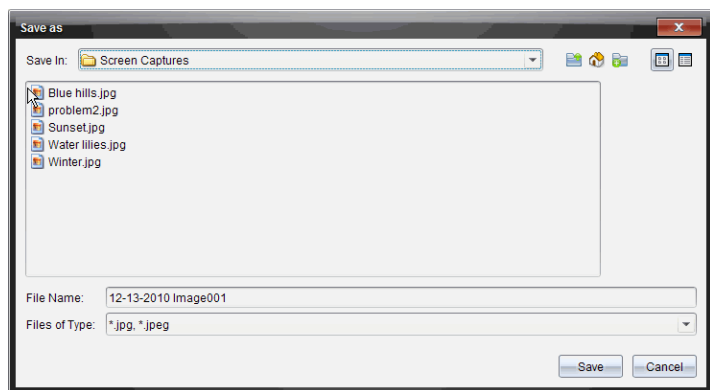 Save as
Save In: Screen Captures
Blue hills.jpg
problem2.jpg
Sunset.jpg
Water lilies.jpg
Winter.jpg
File Name: 12-13-2010 Image001
Files of Type: *.jpg, *.jpeg
Save Cancel